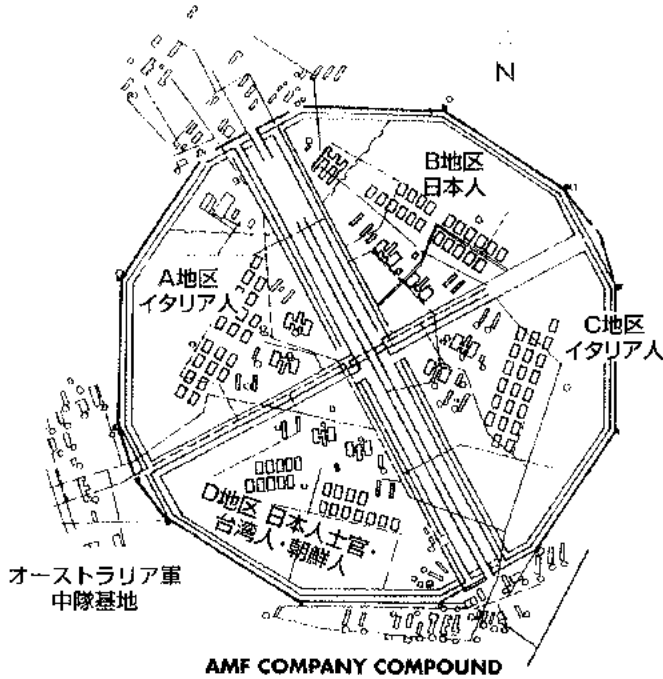 N
B地区
日本人
A地区
イタリア人
C地区
イタリア人
D地区 日本人士官・
台湾人・朝鮮人
オーストラリア軍
中隊基地
AMF COMPANY COMPOUND